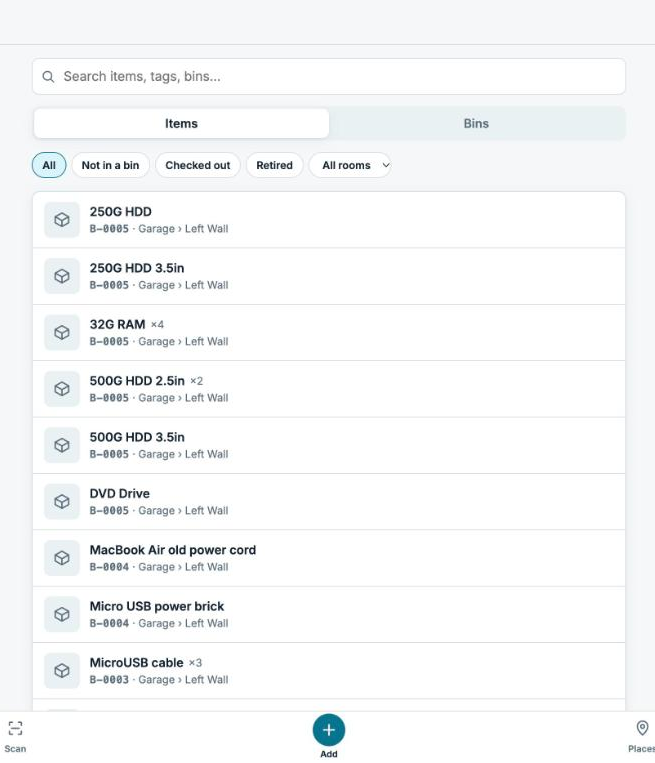 Search items, tags, bins...
Items Bins
All Not in a bin Checked out Retired All rooms
250G HDD
B-0005 · Garage › Left Wall
250G HDD 3.5in
B-0005 · Garage › Left Wall
32G RAM ×4
B-0005 · Garage › Left Wall
500G HDD 2.5in ×2
B-0005 · Garage › Left Wall
500G HDD 3.5in
B-0005 · Garage › Left Wall
DVD Drive
B-0005 · Garage › Left Wall
MacBook Air old power cord
B-0004 · Garage › Left Wall
Micro USB power brick
B-0004 · Garage › Left Wall
MicroUSB cable ×3
B-0003 · Garage › Left Wall
Scan Add Places